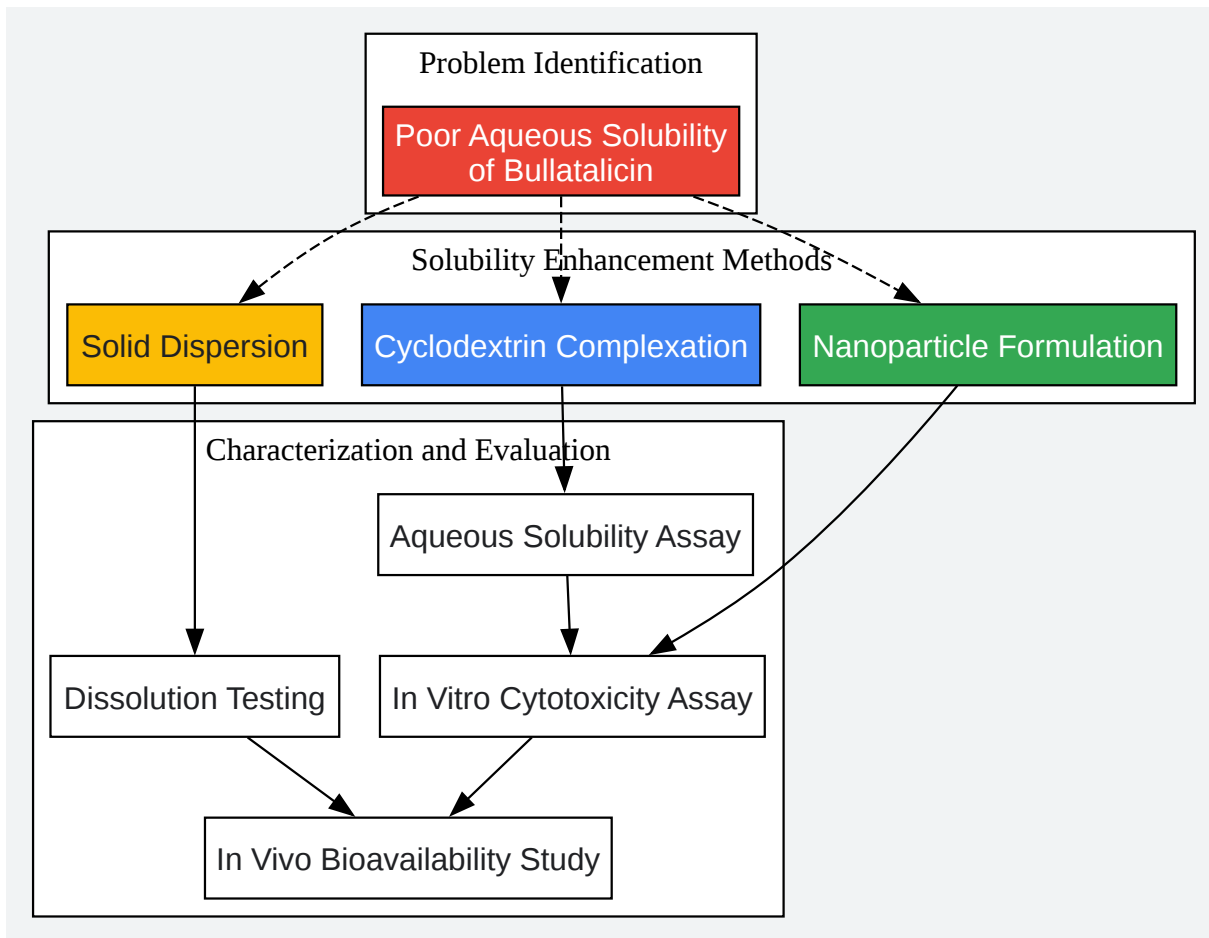 Problem Identification
Poor Aqueous Solubility
of Bullatalicin
Solubility Enhancement Methods
Solid Dispersion
Cyclodextrin Complexation
Nanoparticle Formulation
Characterization and Evaluation
Aqueous Solubility Assay
Dissolution Testing
In Vitro Cytotoxicity Assay
In Vivo Bioavailability Study